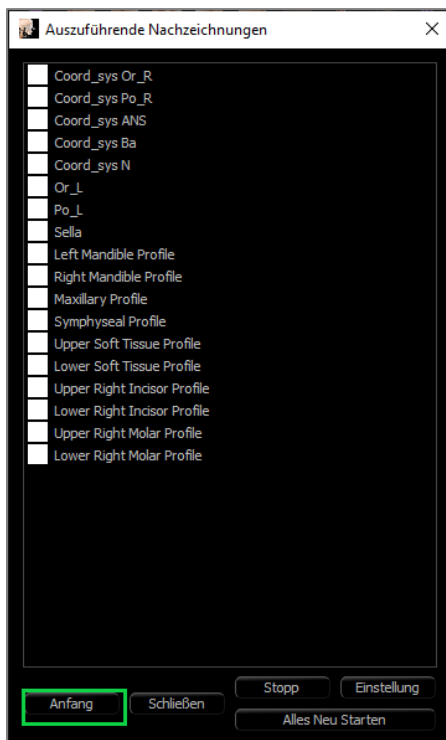 Auszuführende Nachzeichnungen
Coord_sys Or_R
Coord_sys Po_R
Coord_sys ANS
Coord_sys Ba
Coord_sys N
Or_L
Po_L
Sella
Left Mandible Profile
Right Mandible Profile
Maxillary Profile
Symphyseal Profile
Upper Soft Tissue Profile
Lower Soft Tissue Profile
Upper Right Incisor Profile
Lower Right Incisor Profile
Upper Right Molar Profile
Lower Right Molar Profile
Stopp Einstellung
Anfang Schließen
Alles Neu Starten